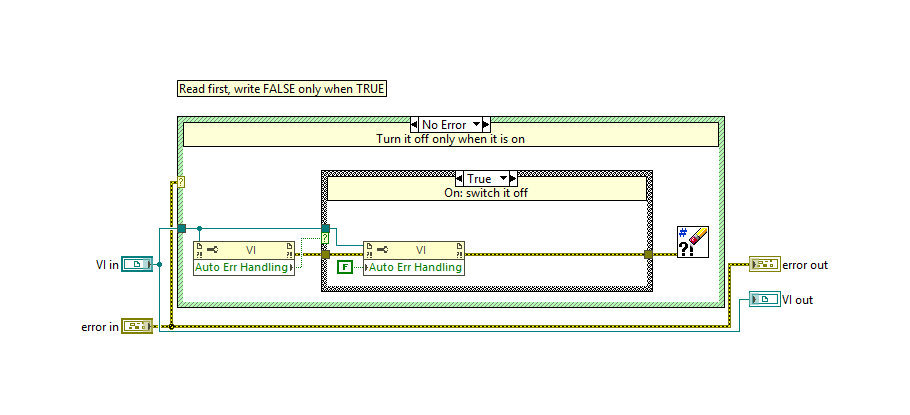 Read first, write FALSE only when TRUE
No Error
Turn it off only when it is on
True
On: switch it off
?
?
VI
Auto Err Handling
VI
F
Auto Err Handling
#
?!
VI in
error in
error out
VI out